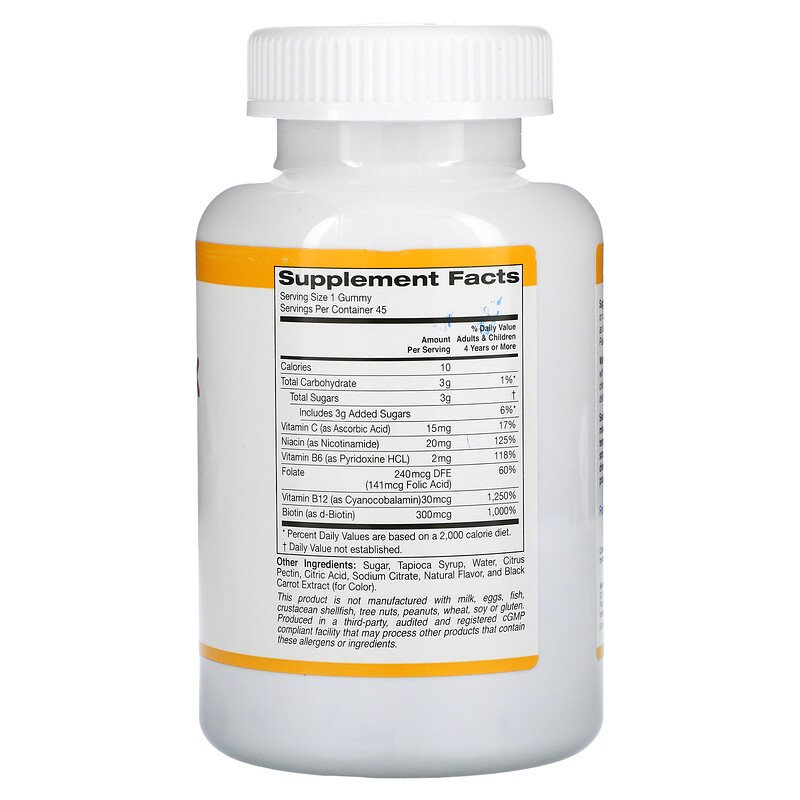 Supplement Facts
Serving Size 1 Gummy
Servings Per Container 45
Amount Per Serving
% Daily Value Adults & Children 4 Years or More
Calories 10
Total Carbohydrate 3g 1%*
Total Sugars 3g †
Includes 3g Added Sugars 6%*
Vitamin C (as Ascorbic Acid) 15mg 17%
Niacin (as Nicotinamide) 20mg 125%
Vitamin B6 (as Pyridoxine HCL) 2mg 118%
Folate 240mcg DFE 60%
(141mcg Folic Acid)
Vitamin B12 (as Cyanocobalamin) 30mcg 1,250%
Biotin (as d-Biotin) 300mcg 1,000%
* Percent Daily Values are based on a 2,000 calorie diet.
† Daily Value not established.
Other Ingredients: Sugar, Tapioca Syrup, Water, Citrus
Pectin, Citric Acid, Sodium Citrate, Natural Flavor, and Black
Carrot Extract (for Color).
This product is not manufactured with milk, eggs, fish,
crustacean shellfish, tree nuts, peanuts, wheat, soy or gluten.
Produced in a third-party, audited and registered cGMP
compliant facility that may process other products that contain
these allergens or ingredients.